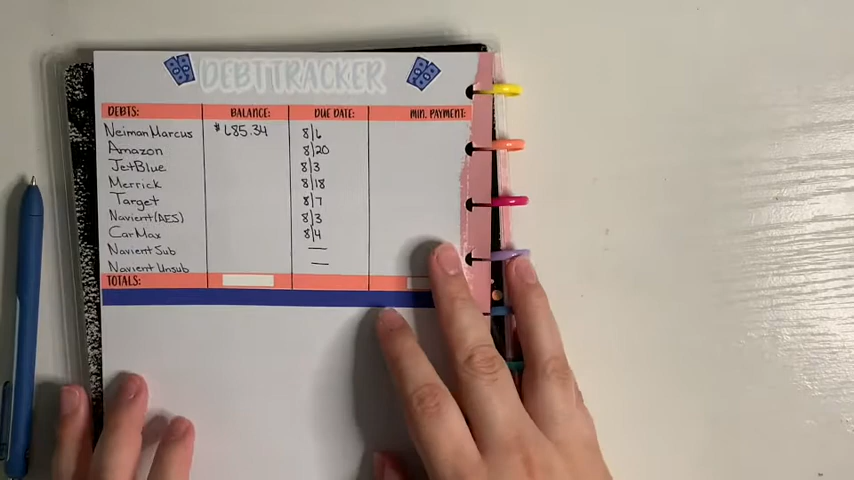 DEBT TRACKER
DEBTS: BALANCE: DUE DATE: MIN. PAYMENT:
Neiman Marcus $685.34 8/6
Amazon 8/20
JetBlue 8/3
Merrick 8/18
Target 8/7
Navient (AES) 8/3
CarMax 8/4
Navient Sub —
Navient Unsub —
TOTALS: